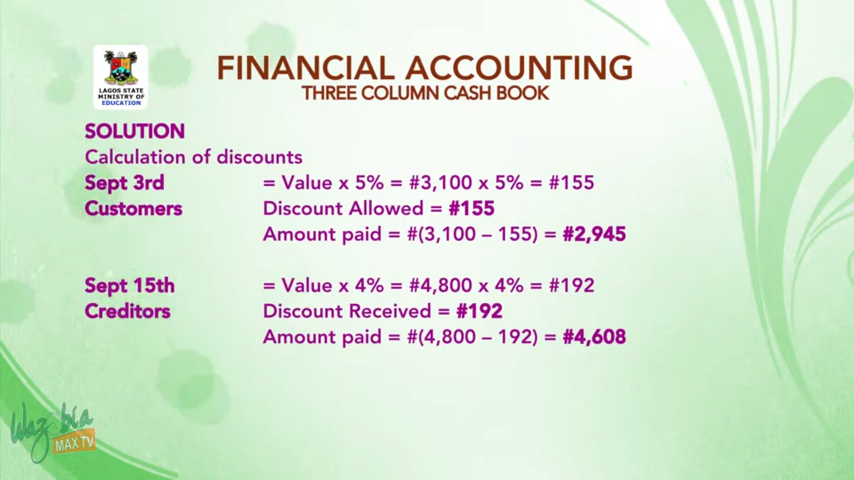 LAGOS STATE
MINISTRY OF
EDUCATION
FINANCIAL ACCOUNTING
THREE COLUMN CASH BOOK
SOLUTION
Calculation of discounts
Sept 3rd = Value x 5% = #3,100 x 5% = #155
Customers Discount Allowed = #155
Amount paid = #(3,100 – 155) = #2,945
Sept 15th = Value x 4% = #4,800 x 4% = #192
Creditors Discount Received = #192
Amount paid = #(4,800 – 192) = #4,608
Wazobia
MAX TV